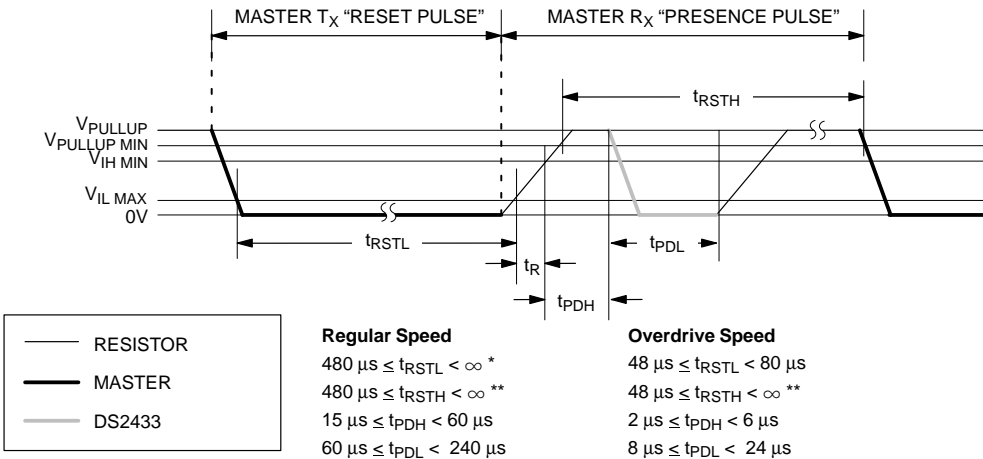 MASTER TX “RESET PULSE” MASTER RX “PRESENCE PULSE”
tRSTH
VPULLUP
VPULLUP MIN
VIH MIN
VIL MAX
0V
tRSTL
tPDL
tR
tPDH
RESISTOR
MASTER
DS2433
Regular Speed
480 μs ≤ tRSTL < ∞ *
480 μs ≤ tRSTH < ∞ **
15 μs ≤ tPDH < 60 μs
60 μs ≤ tPDL < 240 μs
Overdrive Speed
48 μs ≤ tRSTL < 80 μs
48 μs ≤ tRSTH < ∞ **
2 μs ≤ tPDH < 6 μs
8 μs ≤ tPDL < 24 μs